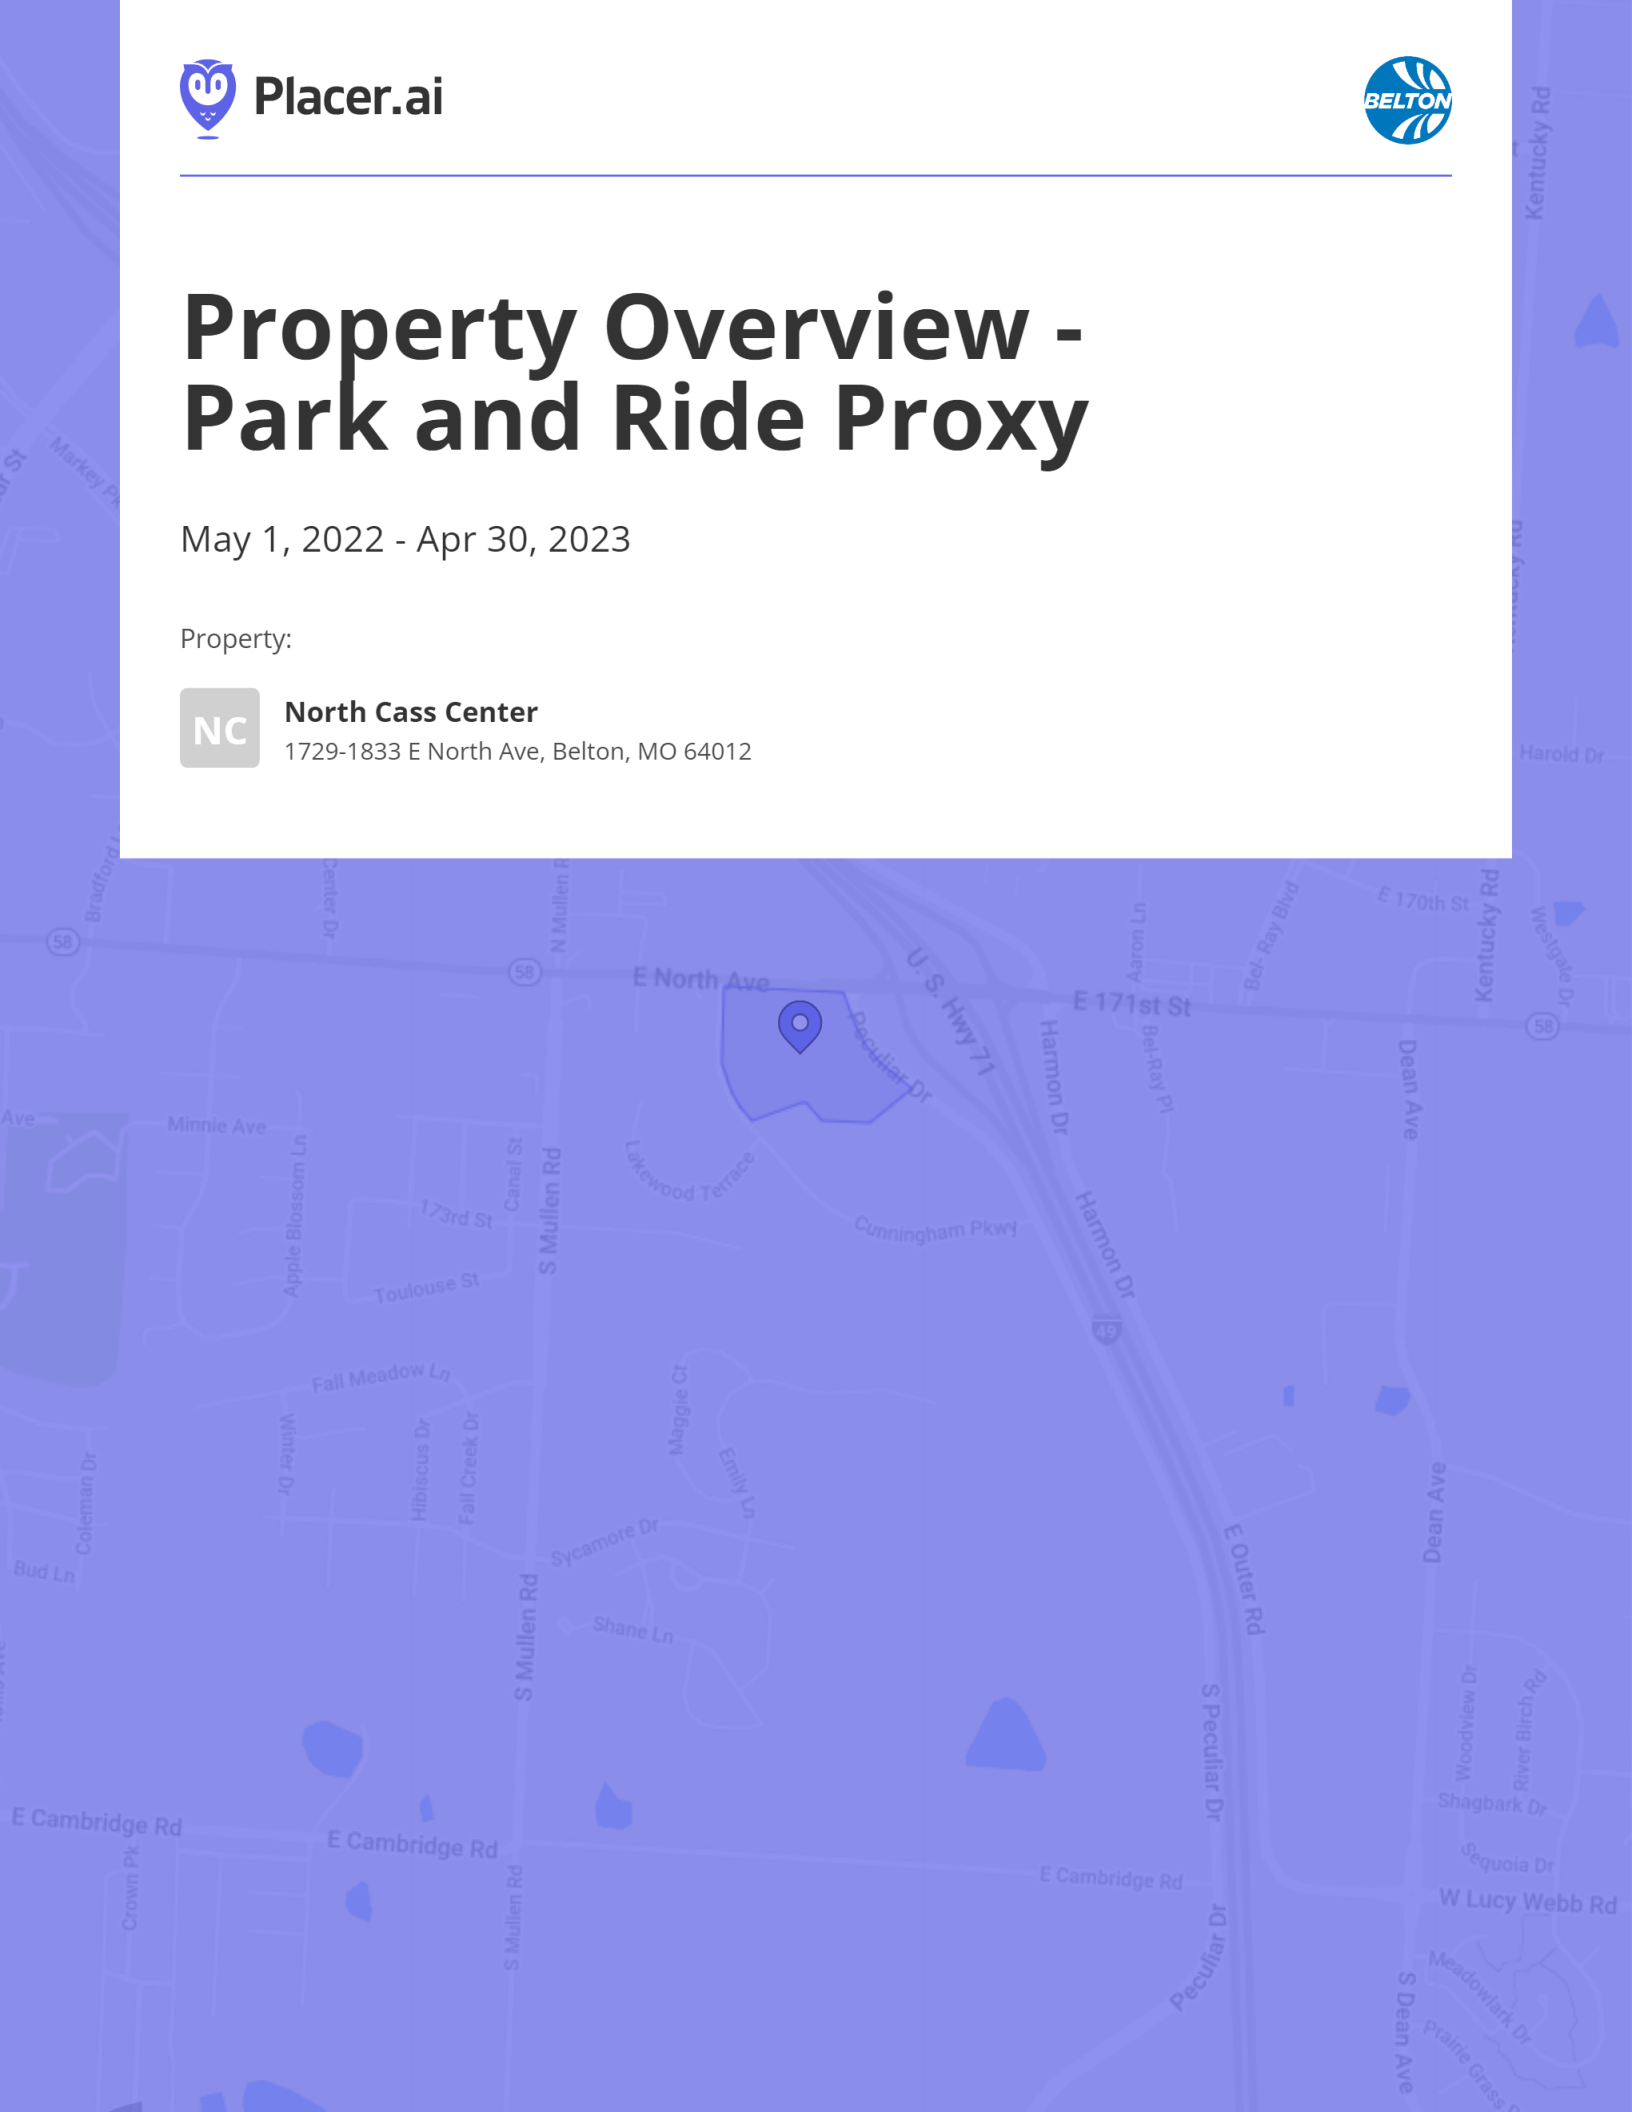 Placer.ai
BELTON
Property Overview -
Park and Ride Proxy
May 1, 2022 - Apr 30, 2023
Property:
NC
North Cass Center
1729-1833 E North Ave, Belton, MO 64012
Kentucky Rd
Markey Pk
Harold Dr
Bradford
Center Dr
N Mullen R
58
58
E North Ave
U. S. Hwy 71
Peculiar Dr
E 171st St
Harmon Dr
Aaron Ln
Bel-Ray Blvd
Bel-Ray Pl
E 170th St
Kentucky Rd
Westgale Dr
58
Dean Ave
Ave
Minnie Ave
Apple Blossom Ln
Canal St
S Mullen Rd
173rd St
Toulouse St
Lakewood Terrace
Cunningham Pkwy
Harmon Dr
49
Fall Meadow Ln
Winter Dr
Hibiscus Dr
Fall Creek Dr
Maggie Ct
Emily Ln
Coleman Dr
Bud Ln
Sycamore Dr
Shane Ln
S Mullen Rd
E Outer Rd
Dean Ave
S Peculiar Dr
Woodview Dr
River Birch Rd
Shagbark Dr
Sequoia Dr
E Cambridge Rd
E Cambridge Rd
E Cambridge Rd
W Lucy Webb Rd
Crown Pk
S Mullen Rd
Peculiar Dr
S Dean Ave
Meadowlark Dr
Prairie Grass